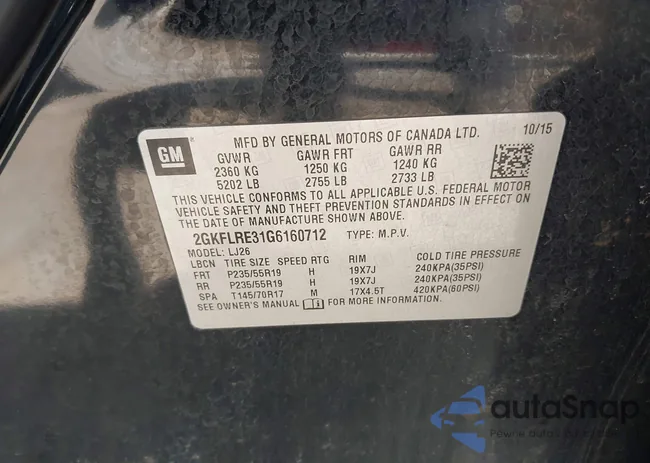 GM
MFD BY GENERAL MOTORS OF CANADA LTD. 10/15
GVWR GAWR FRT GAWR RR
2360 KG 1250 KG 1240 KG
5202 LB 2755 LB 2733 LB
THIS VEHICLE CONFORMS TO ALL APPLICABLE U.S. FEDERAL MOTOR
VEHICLE SAFETY AND THEFT PREVENTION STANDARDS IN EFFECT ON
THE DATE OF MANUFACTURE SHOWN ABOVE.
2GKFLRE31G6160712 TYPE: M.P.V.
MODEL: LJ26
LBCN TIRE SIZE SPEED RTG RIM COLD TIRE PRESSURE
FRT P235/55R19 H 19X7J 240KPA(35PSI)
RR P235/55R19 H 19X7J 240KPA(35PSI)
SPA T145/70R17 M 17X4.5T 420KPA(60PSI)
SEE OWNER'S MANUAL FOR MORE INFORMATION.
autoSnap
Pewne auto z